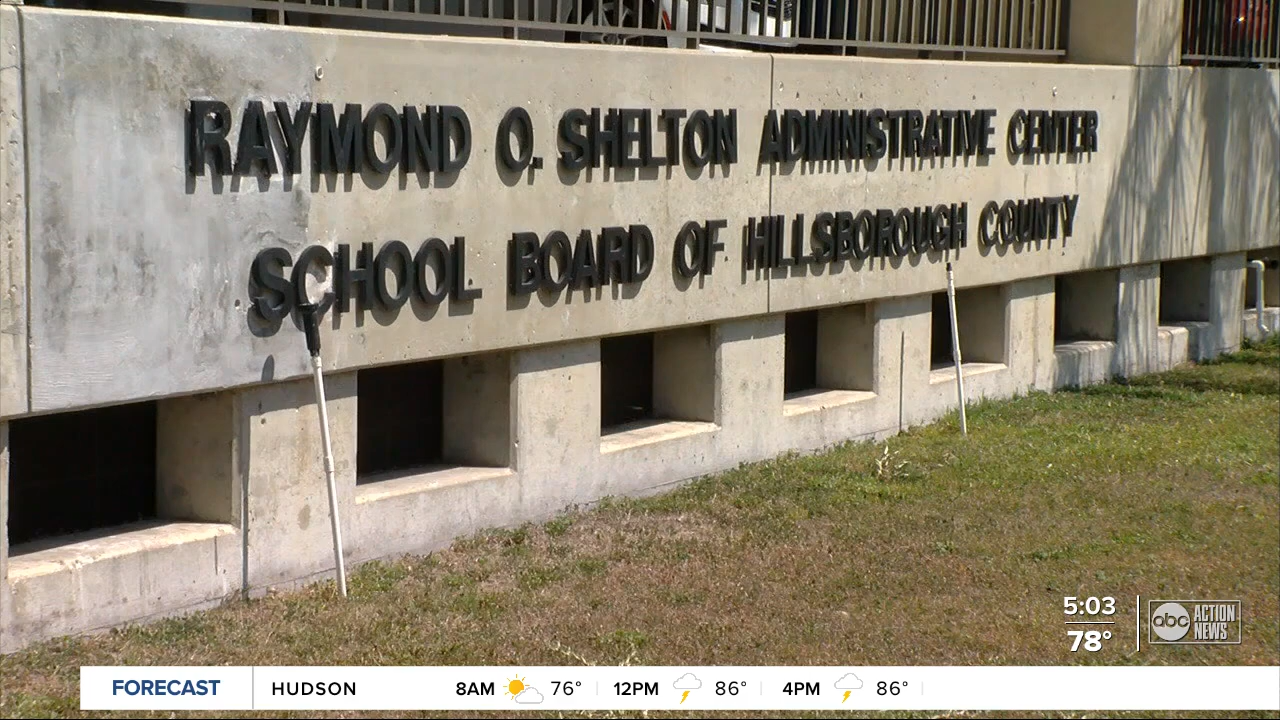 RAYMOND O. SHELTON ADMINISTRATIVE CENTER
SCHOOL BOARD OF HILLSBOROUGH COUNTY
5:03
78°
abc ACTION NEWS
FORECAST HUDSON 8AM 76° 12PM 86° 4PM 86°